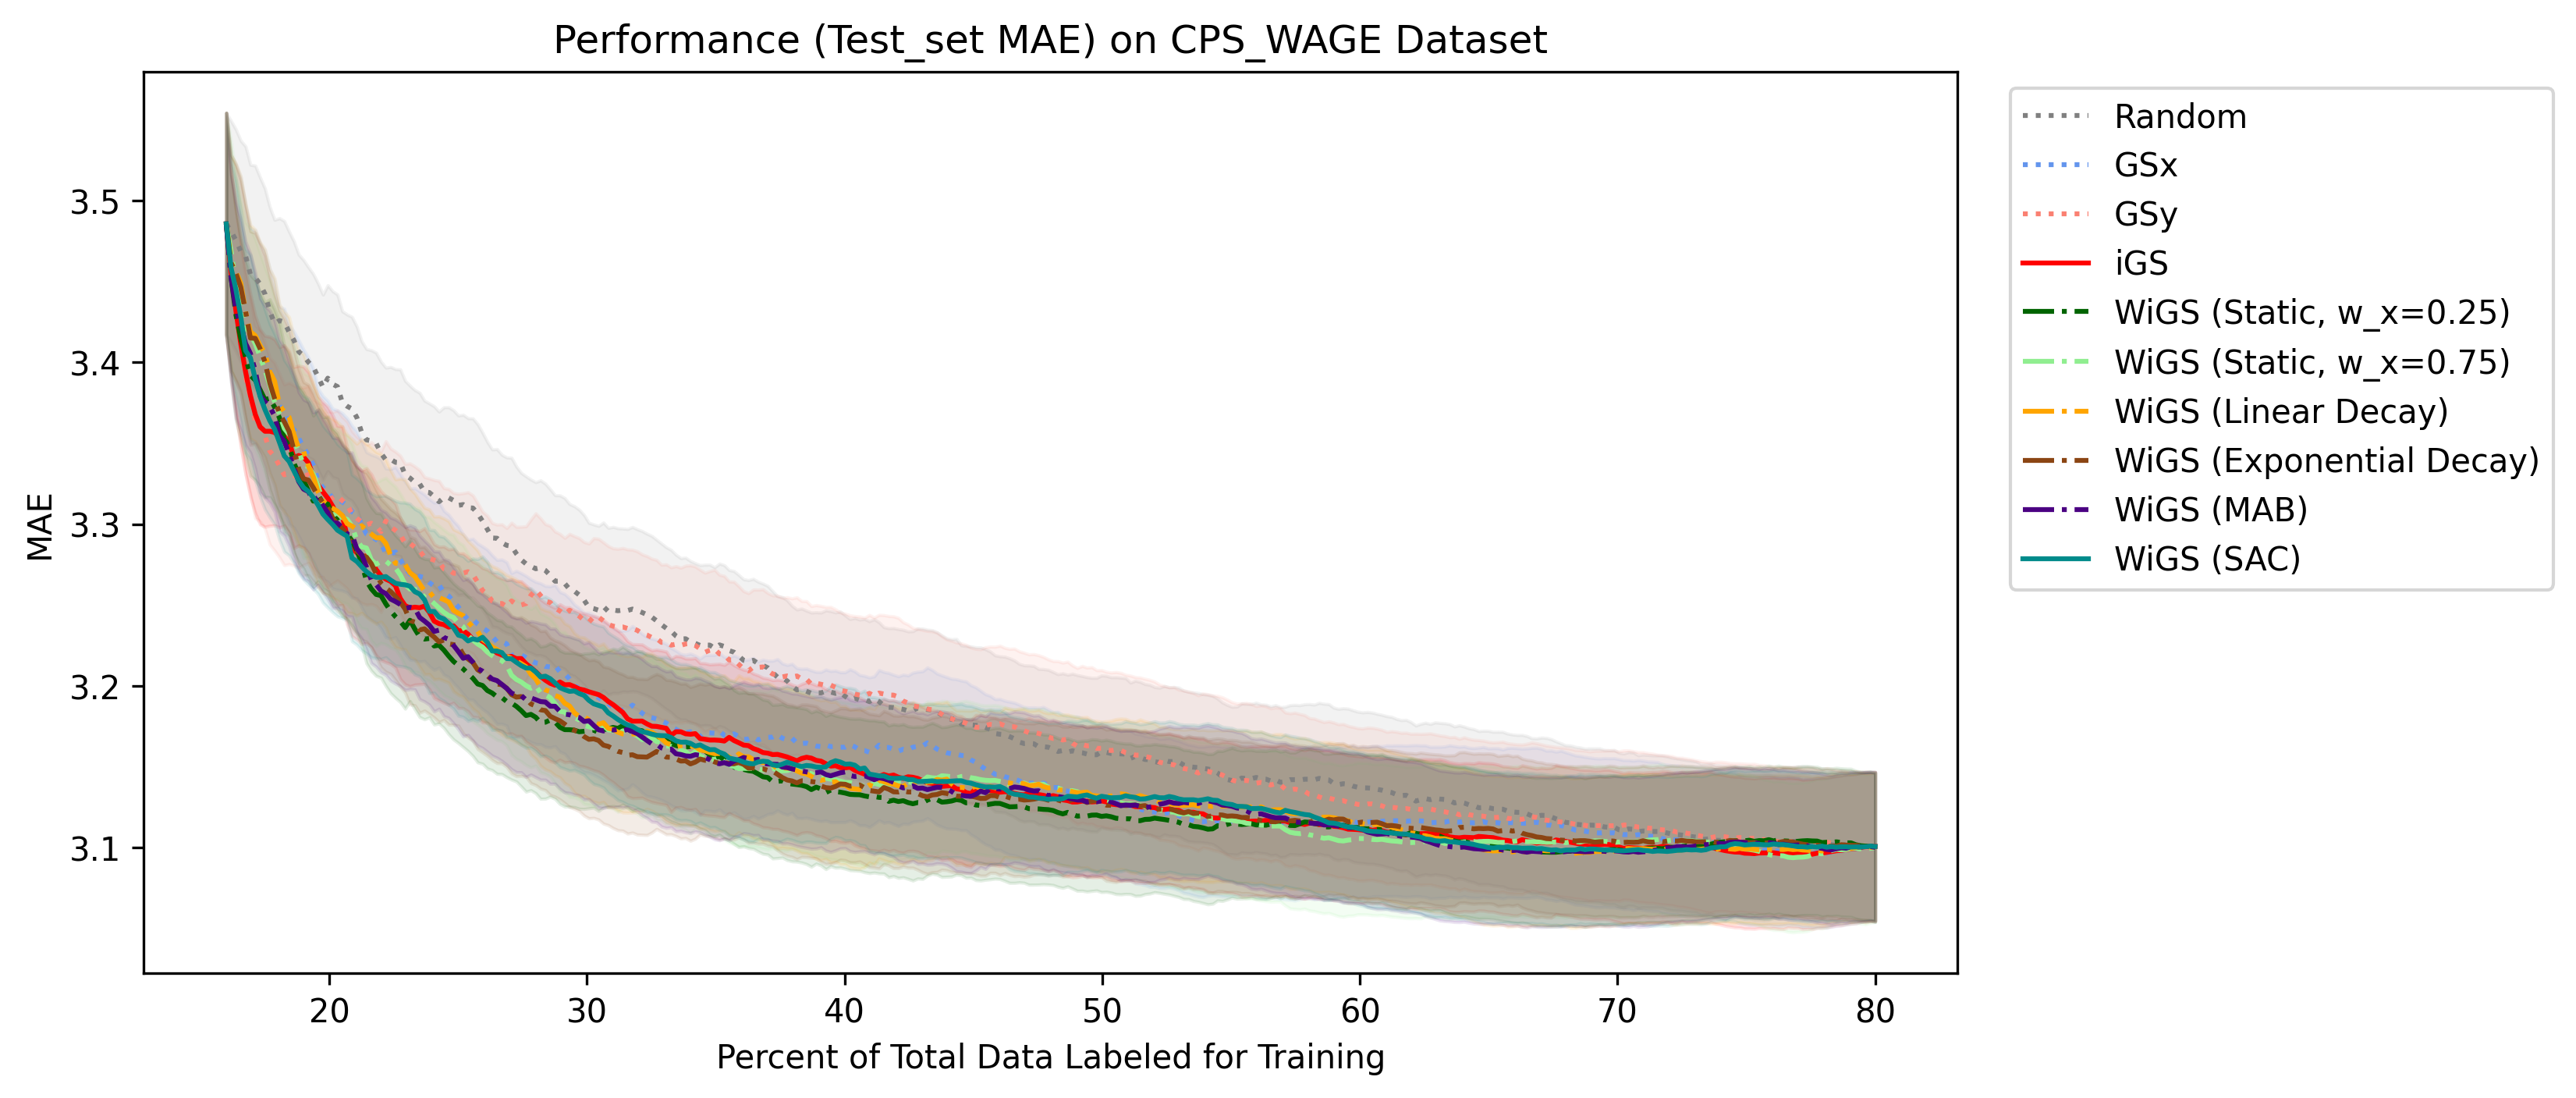 Performance (Test_set MAE) on CPS_WAGE Dataset
MAE
3.5
3.4
3.3
3.2
3.1
20 30 40 50 60 70 80
Percent of Total Data Labeled for Training
Random
GSx
GSy
iGS
WiGS (Static, w_x=0.25)
WiGS (Static, w_x=0.75)
WiGS (Linear Decay)
WiGS (Exponential Decay)
WiGS (MAB)
WiGS (SAC)